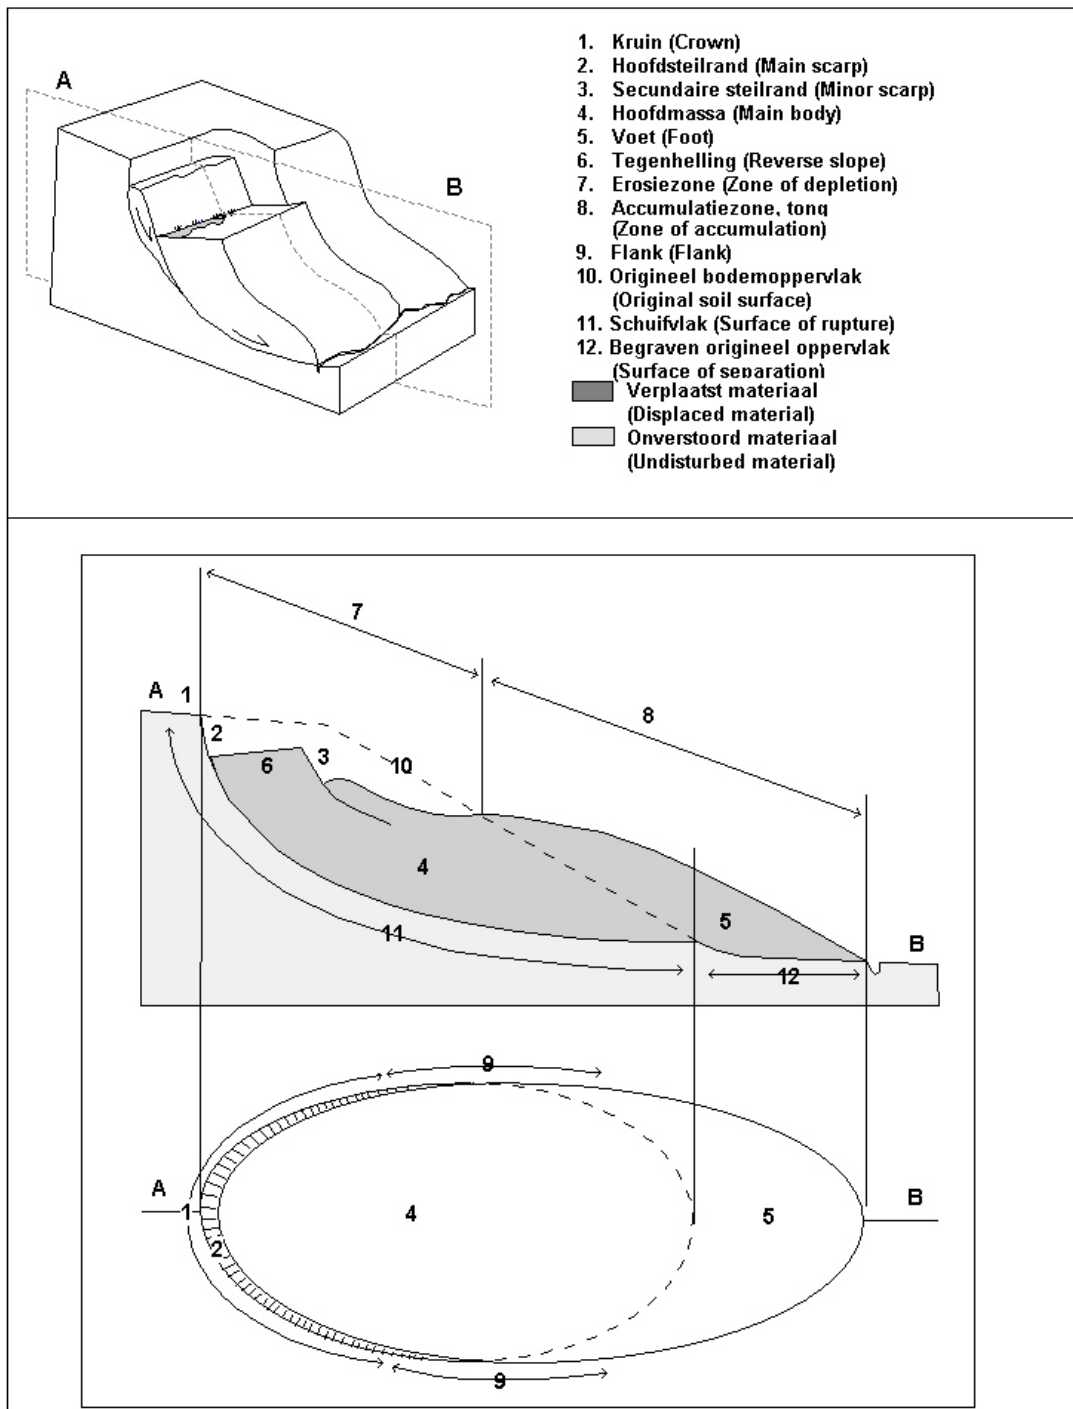 A
B
1. Kruin (Crown)
2. Hoofdsteilrand (Main scarp)
3. Secundaire steilrand (Minor scarp)
4. Hoofdmassa (Main body)
5. Voet (Foot)
6. Tegenhelling (Reverse slope)
7. Erosiezone (Zone of depletion)
8. Accumulatiezone, tong
(Zone of accumulation)
9. Flank (Flank)
10. Origineel bodemoppervlak
(Original soil surface)
11. Schuifvlak (Surface of rupture)
12. Begraven origineel oppervlak
(Surface of separation)
Verplaatst materiaal
(Displaced material)
Onverstoord materiaal
(Undisturbed material)
7
8
A 1
2
3
6
10
4
5
11
12
B
9
A
1
2
4
5
B
9